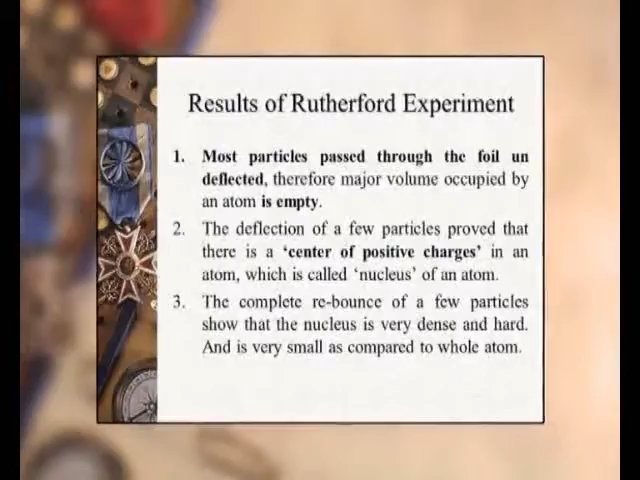 Results of Rutherford Experiment
1. Most particles passed through the foil un
deflected, therefore major volume occupied by
an atom is empty.
2. The deflection of a few particles proved that
there is a ‘center of positive charges’ in an
atom, which is called ‘nucleus’ of an atom.
3. The complete re-bounce of a few particles
show that the nucleus is very dense and hard.
And is very small as compared to whole atom.